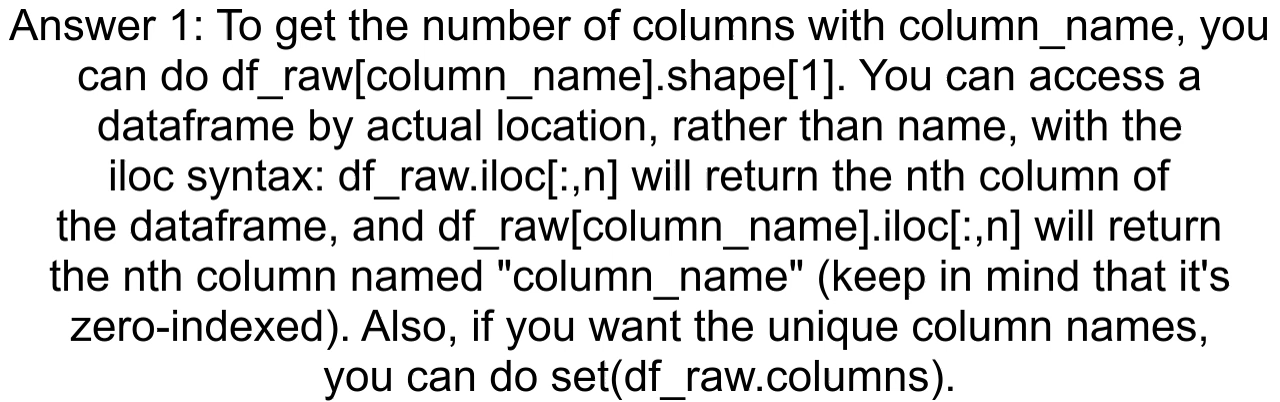 Answer 1: To get the number of columns with column_name, you
can do df_raw[column_name].shape[1]. You can access a
dataframe by actual location, rather than name, with the
iloc syntax: df_raw.iloc[:,n] will return the nth column of
the dataframe, and df_raw[column_name].iloc[:,n] will return
the nth column named "column_name" (keep in mind that it's
zero-indexed). Also, if you want the unique column names,
you can do set(df_raw.columns).